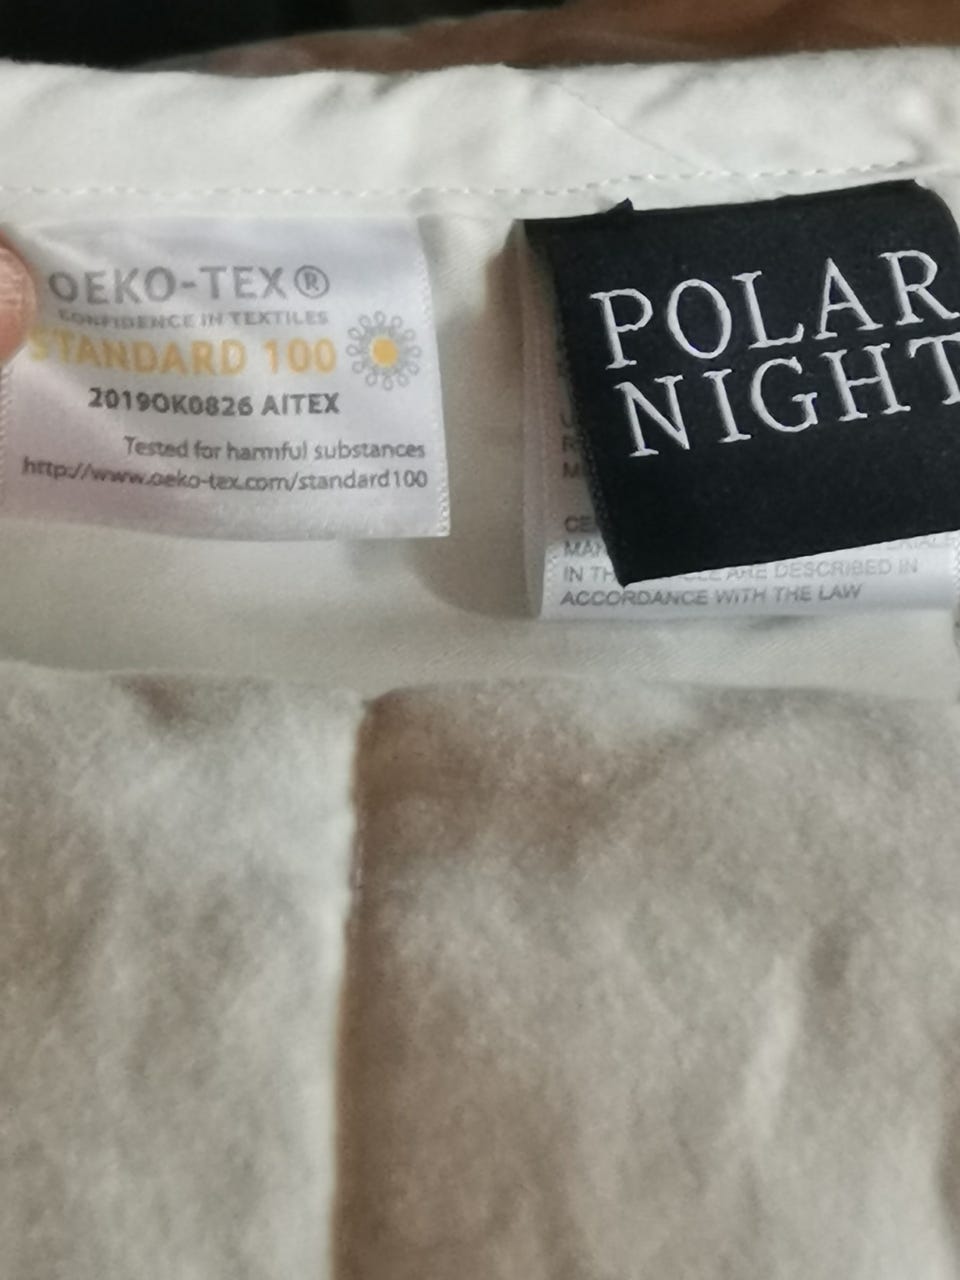 OEKO-TEX®
CONFIDENCE IN TEXTILES
STANDARD 100
2019OK0826 AITEX
Tested for harmful substances
http://www.oeko-tex.com/standard100
POLAR
NIGHT
IN TH ARE DESCRIBED IN
ACCORDANCE WITH THE LAW